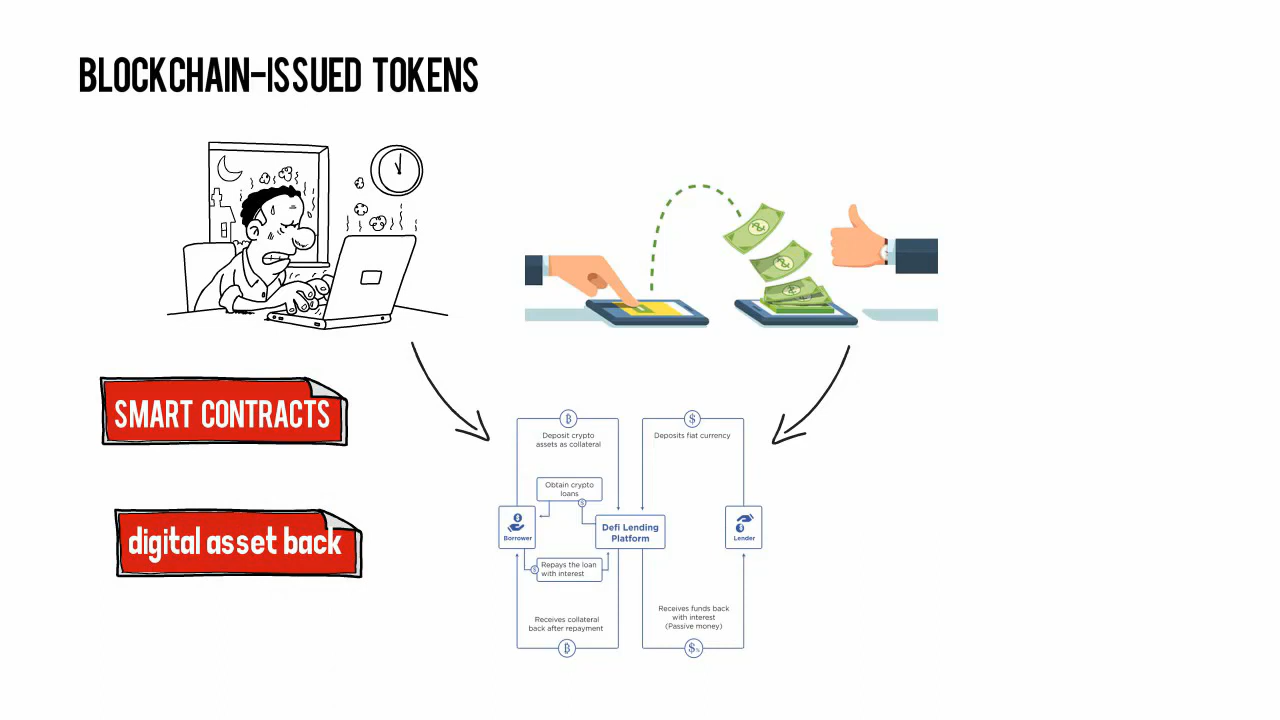 BLOCKCHAIN-ISSUED TOKENS
SMART CONTRACTS
digital asset back
Deposit crypto
assets as collateral
Deposits fiat currency
Obtain crypto
loans
Borrower
Defi Lending
Platform
Lender
Repays the loan
with interest
Receives collateral
back after repayment
Receives funds back
with interest
(Passive money)